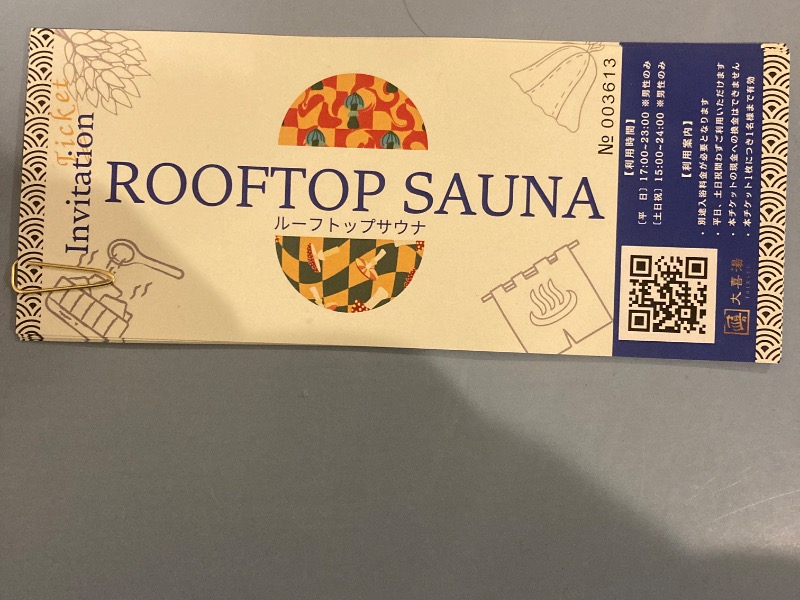 Invitation
Ticket
ROOFTOP SAUNA
ルーフトップサウナ
№ 003613
【利用時間】
[平　日] 17:00-23:00 ※男性のみ
[土日祝] 15:00-24:00 ※男性のみ
【利用案内】
・別途入浴料金が必要となります
・平日、土日祝問わずご利用いただけます
・本チケットの現金への換金はできません
・本チケット1枚につき1名様まで有効
大喜湯